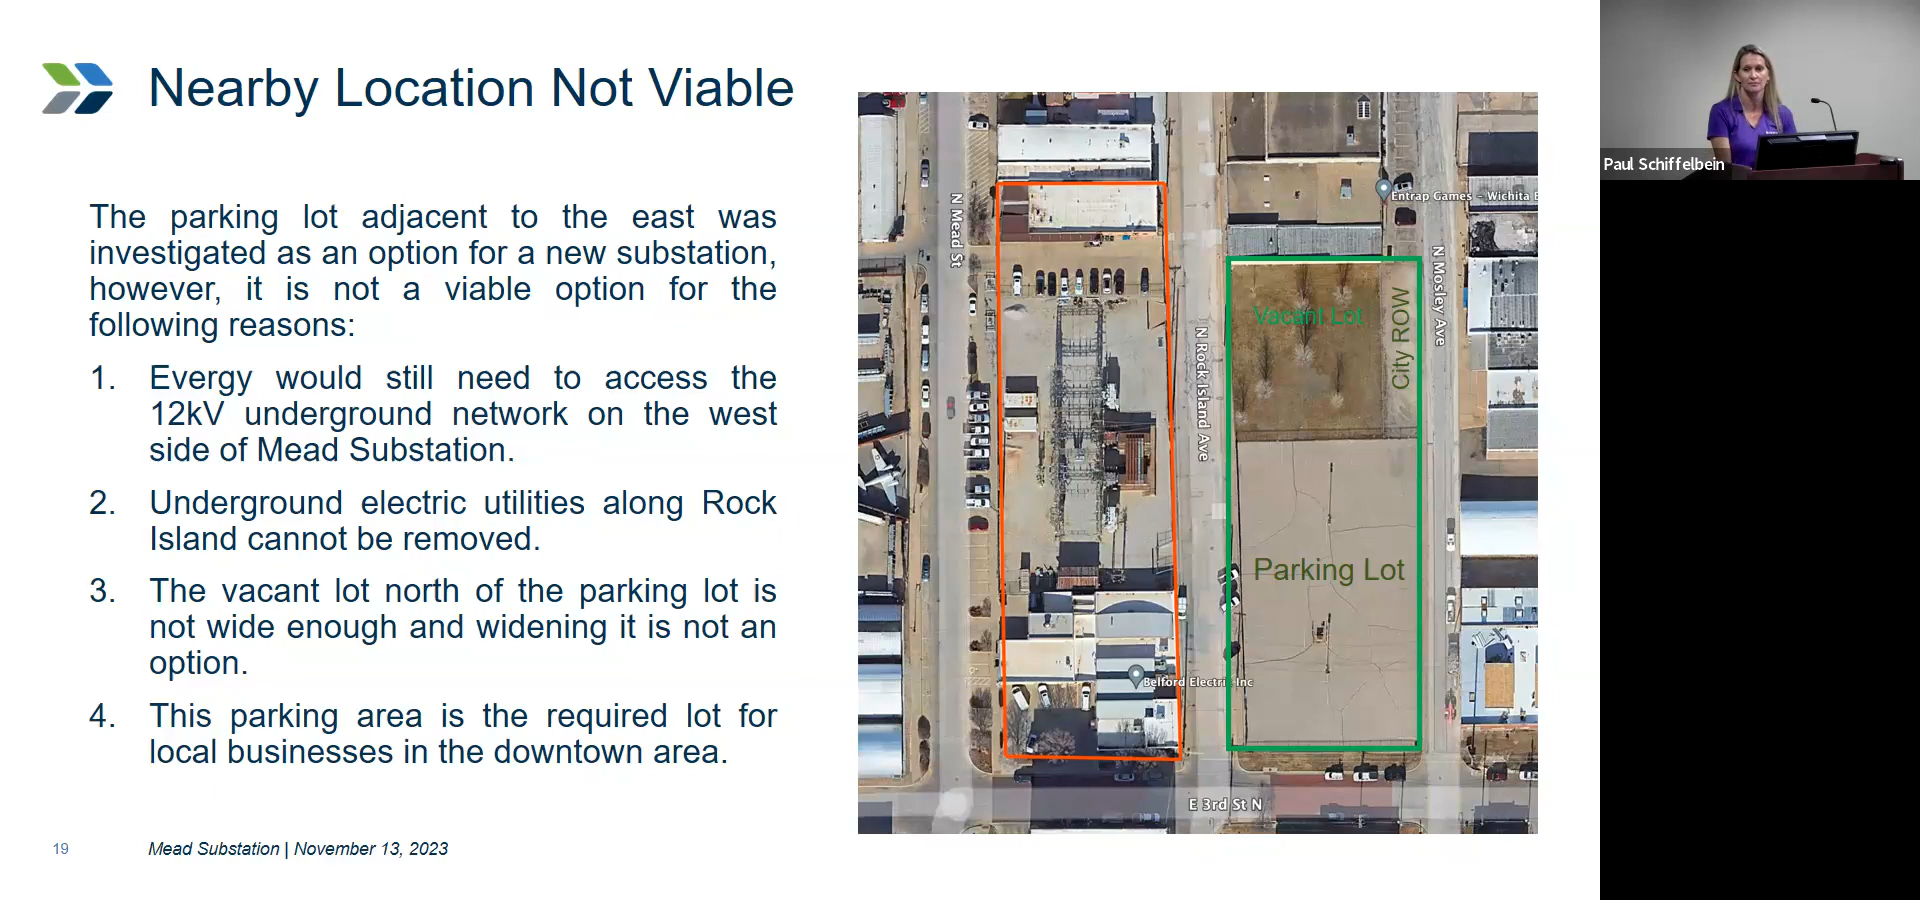 Nearby Location Not Viable
The parking lot adjacent to the east was
investigated as an option for a new substation,
however, it is not a viable option for the
following reasons:
1. Evergy would still need to access the
12kV underground network on the west
side of Mead Substation.
2. Underground electric utilities along Rock
Island cannot be removed.
3. The vacant lot north of the parking lot is
not wide enough and widening it is not an
option.
4. This parking area is the required lot for
local businesses in the downtown area.
19
Mead Substation | November 13, 2023
N Mead St
N Rock Island Ave
Vacant Lot
City ROW
N Mosley Ave
Entrap Games - Wichita E
Parking Lot
Belford Electric Inc
E 3rd St N
Paul Schiffelbein